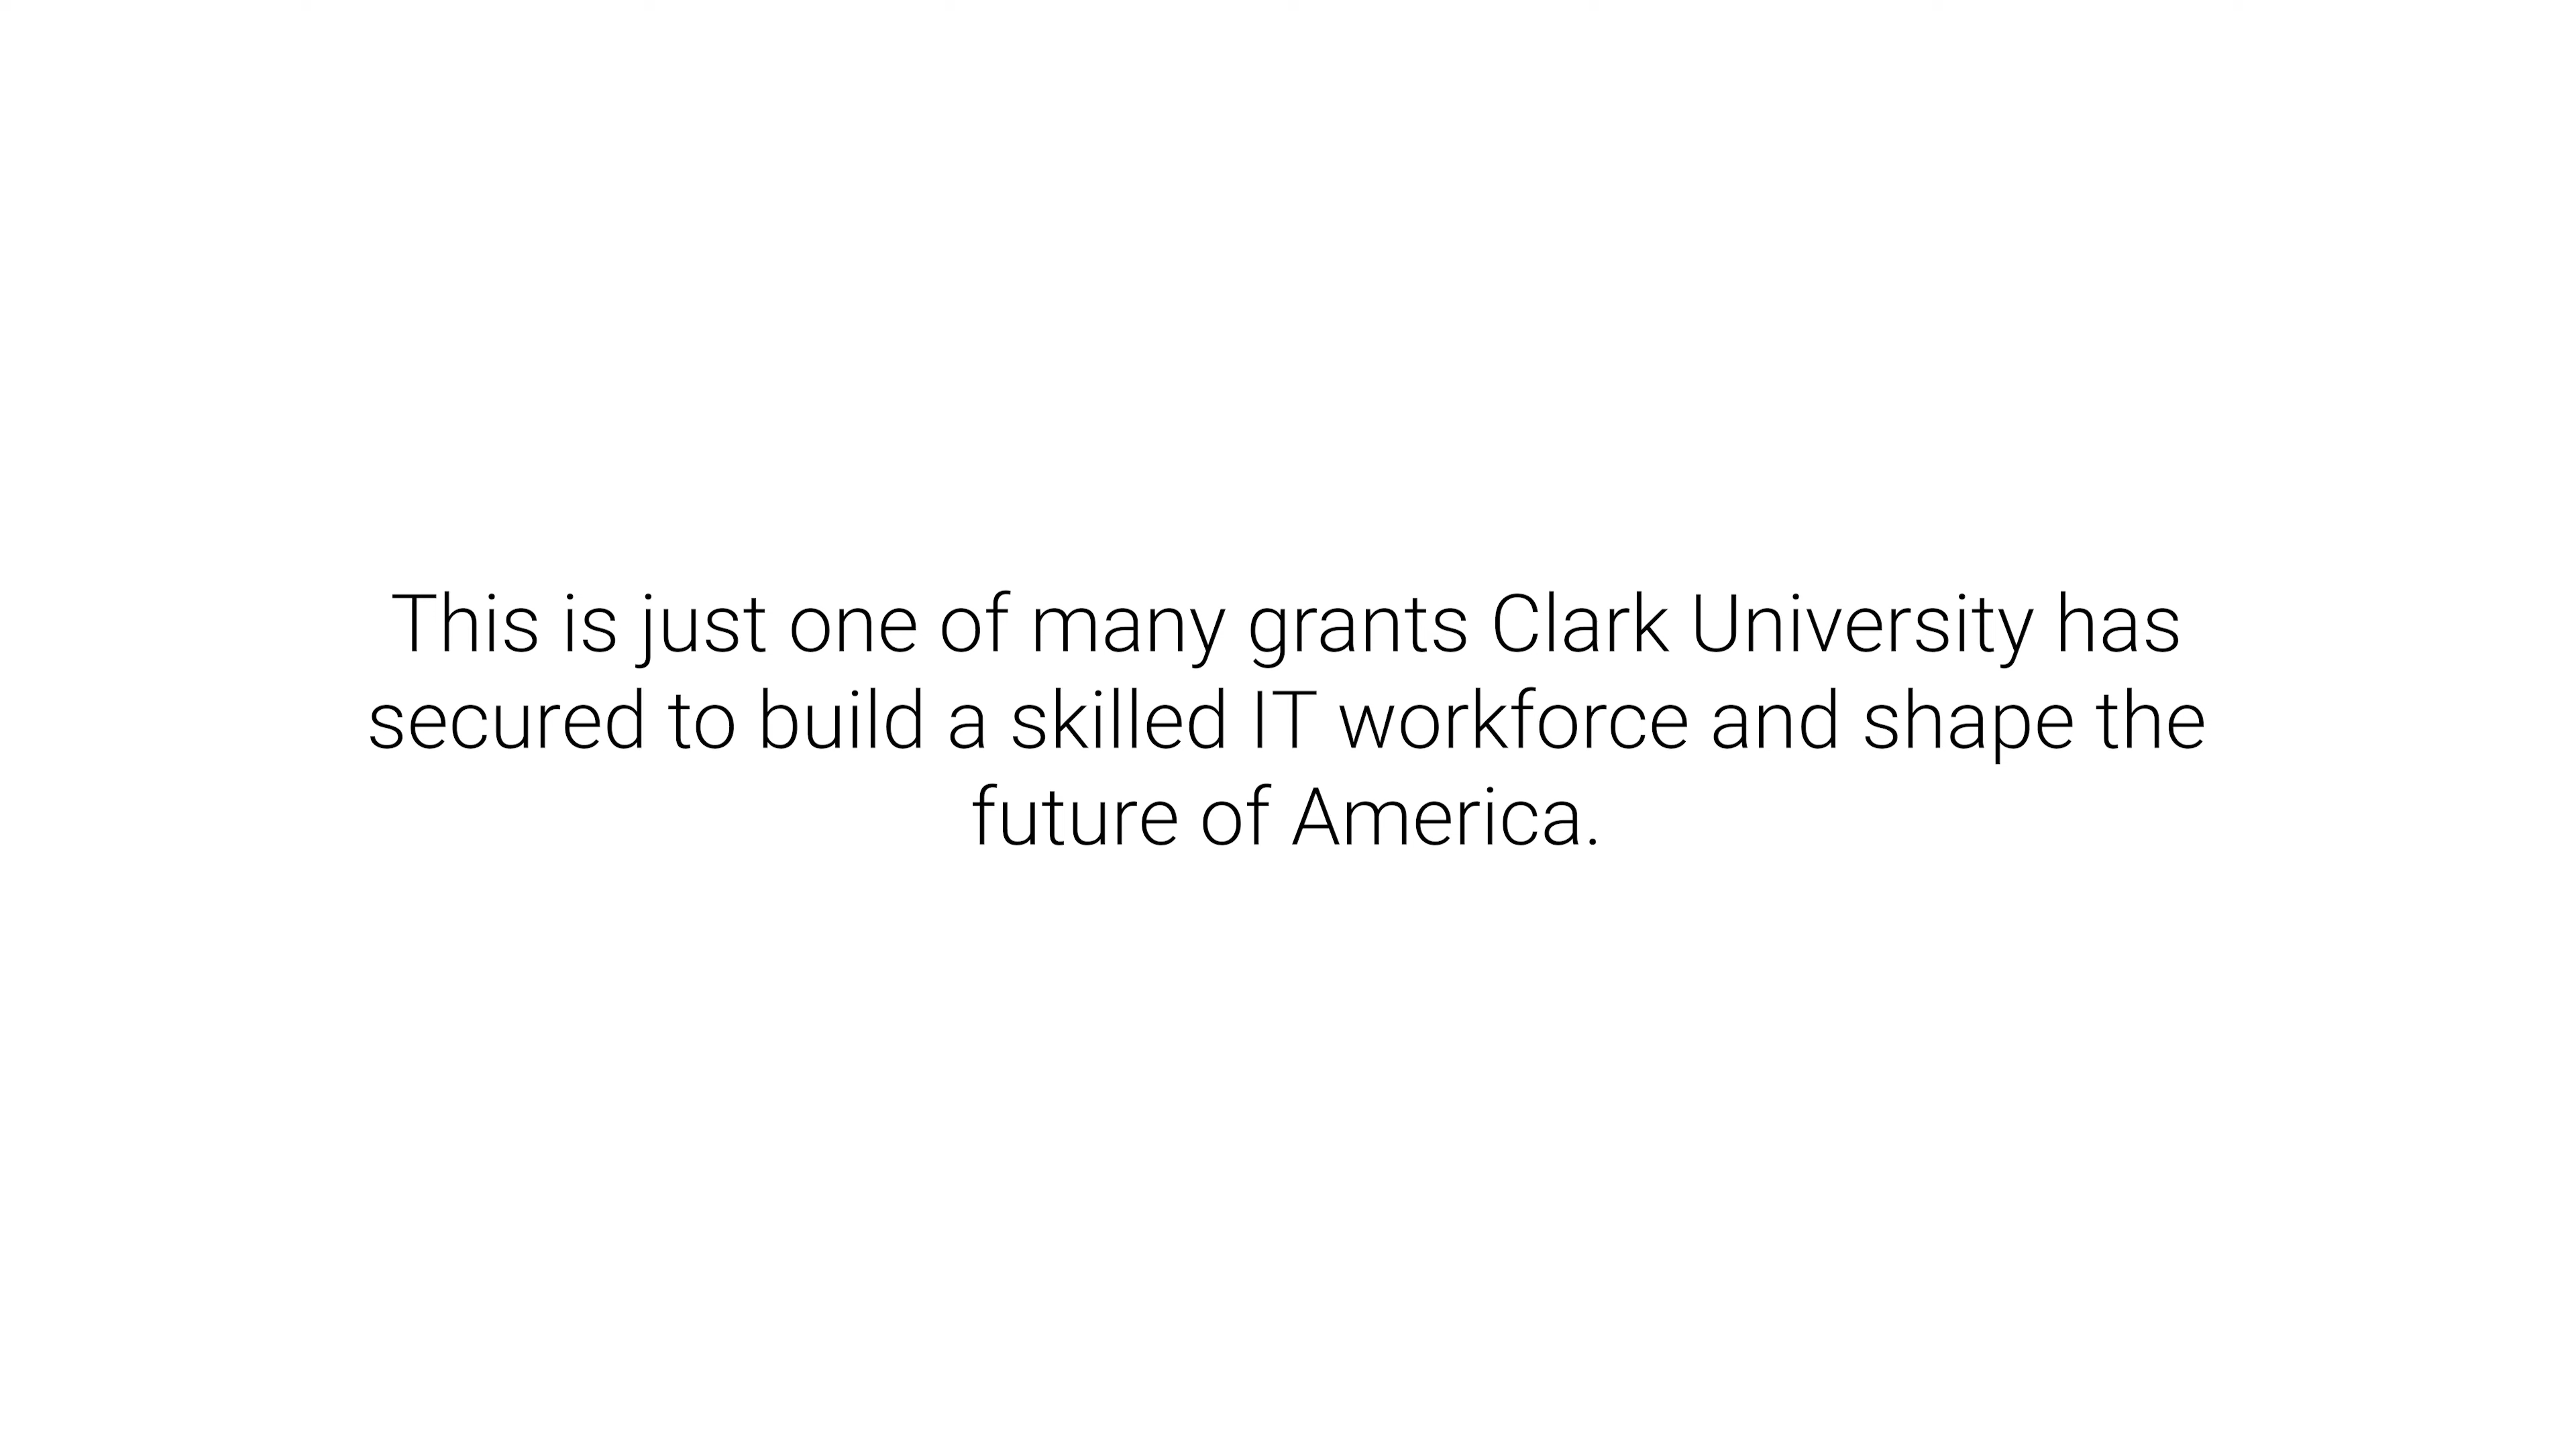 This is just one of many grants Clark University has
secured to build a skilled IT workforce and shape the
future of America.